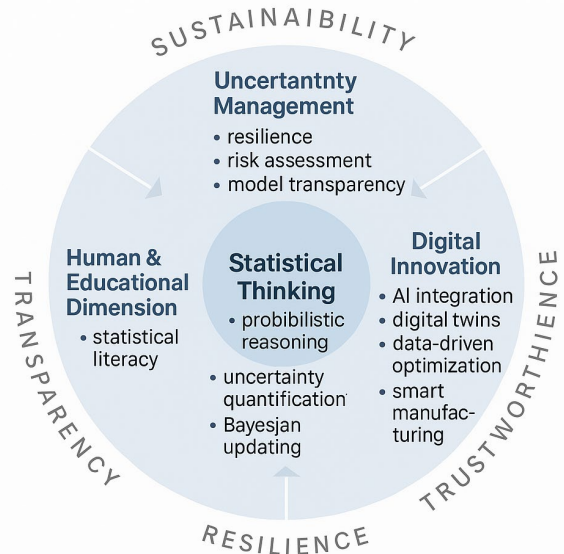 SUSTAINAIBILITY
Uncertantnty
Management
• resilience
• risk assessment
• model transparency
Human &
Educational
Dimension
• statistical
literacy
Statistical
Thinking
• probibilistic
reasoning
• uncertainty
quantification
• Bayesjan
updating
Digital
Innovation
• AI integration
• digital twins
• data-driven
optimization
• smart
manufac-
turing
TRANSPARENCY
TRUSTWORTHIENCE
RESILIENCE